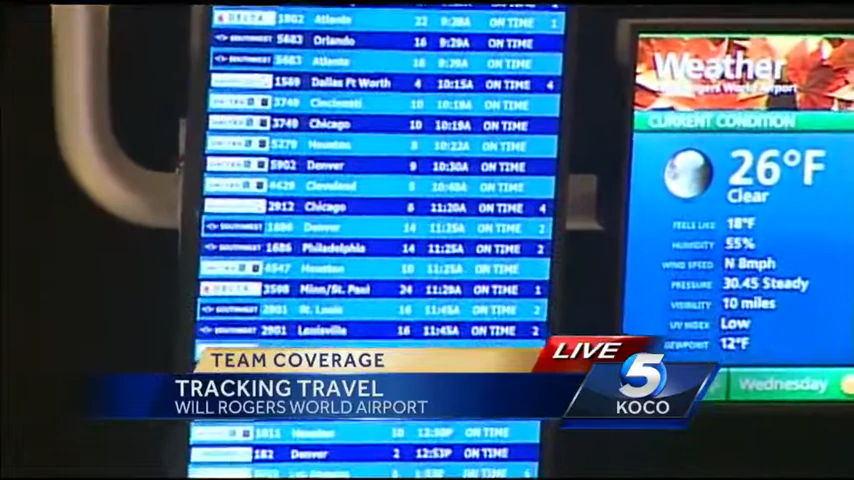 DELTA 1802 Atlanta 22 9:28A ON TIME 1
SOUTHWEST 5683 Orlando 16 9:29A ON TIME
SOUTHWEST 5683 Atlanta 16 9:29A ON TIME
1589 Dallas Ft Worth 4 10:15A ON TIME 4
UNITED 3749 Cincinnati 10 10:19A ON TIME
UNITED 3749 Chicago 10 10:19A ON TIME
UNITED 5279 Houston 8 10:22A ON TIME
UNITED 5902 Denver 9 10:30A ON TIME
UNITED 4629 Cleveland 8 10:40A ON TIME
2912 Chicago 6 11:20A ON TIME 4
SOUTHWEST 1686 Denver 14 11:25A ON TIME 2
SOUTHWEST 1686 Philadelphia 14 11:25A ON TIME 2
UNITED 4547 Houston 10 11:25A ON TIME
DELTA 3598 Minn/St. Paul 24 11:29A ON TIME 1
SOUTHWEST 2901 St. Louis 16 11:45A ON TIME 2
SOUTHWEST 2901 Louisville 16 11:45A ON TIME 2
1011 Houston 10 12:50P ON TIME
182 Denver 2 12:53P ON TIME
ON TIME
Weather
Will Rogers World Airport
CURRENT CONDITION
26°F
Clear
FEELS LIKE 18°F
HUMIDITY 55%
WIND SPEED N 8mph
PRESSURE 30.45 Steady
VISIBILITY 10 miles
UV INDEX Low
DEWPOINT 12°F
Wednesday
TEAM COVERAGE
LIVE
TRACKING TRAVEL
WILL ROGERS WORLD AIRPORT
5
KOCO